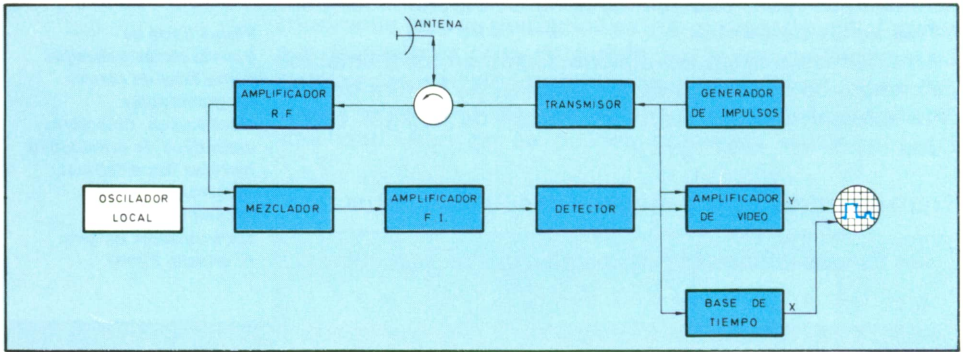 ANTENA
AMPLIFICADOR
R.F.
TRANSMISOR
GENERADOR
DE IMPULSOS
OSCILADOR
LOCAL
MEZCLADOR
AMPLIFICADOR
F.I.
DETECTOR
AMPLIFICADOR
DE VIDEO
Y
BASE DE
TIEMPO
X